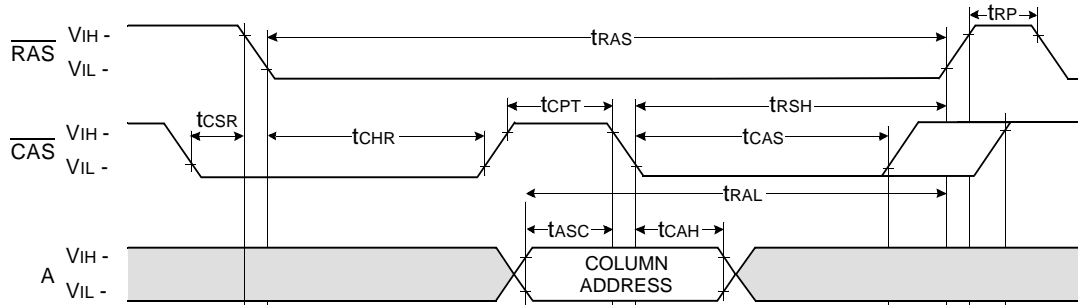 tRP
VIH -
tRAS
RAS
VIL -
tCPT
tRSH
tCSR
VIH -
tCHR
tCAS
CAS
VIL -
tRAL
tASC
tCAH
VIH -
COLUMN
A
ADDRESS
VIL -